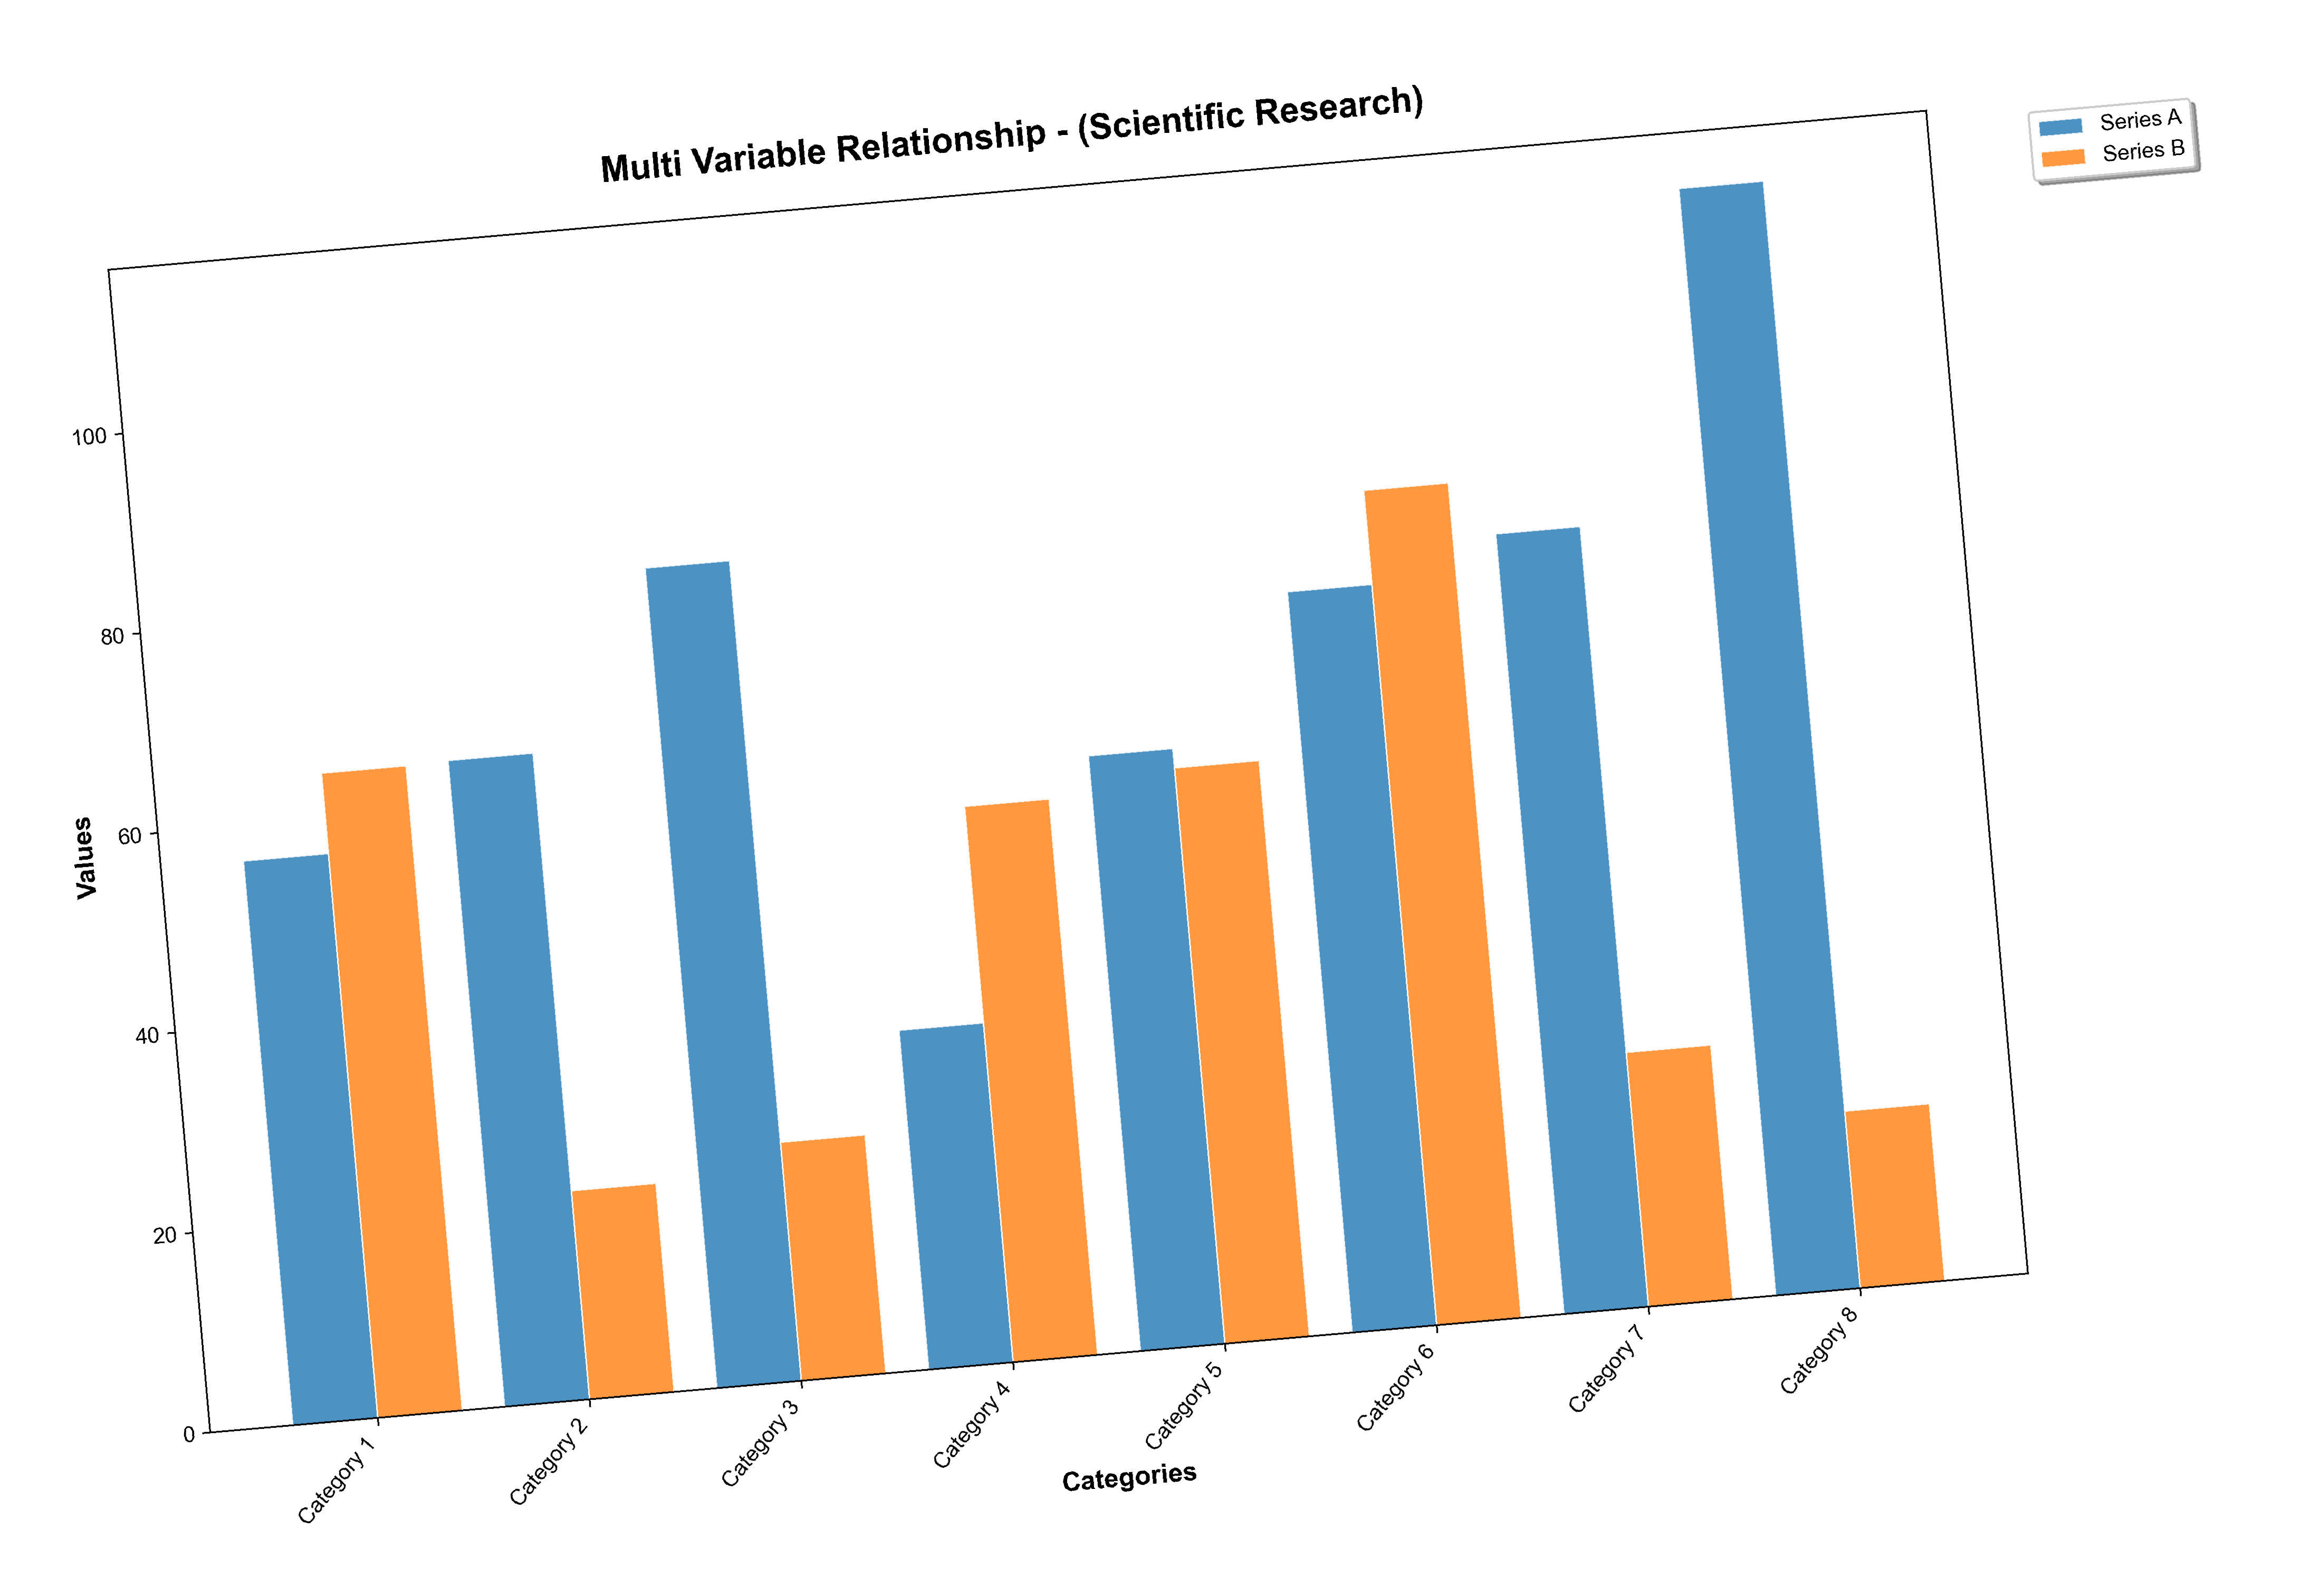 Multi Variable Relationship - (Scientific Research)
Series A
Series B
Values
100
80
60
40
20
0
Category 1
Category 2
Category 3
Category 4
Category 5
Category 6
Category 7
Category 8
Categories